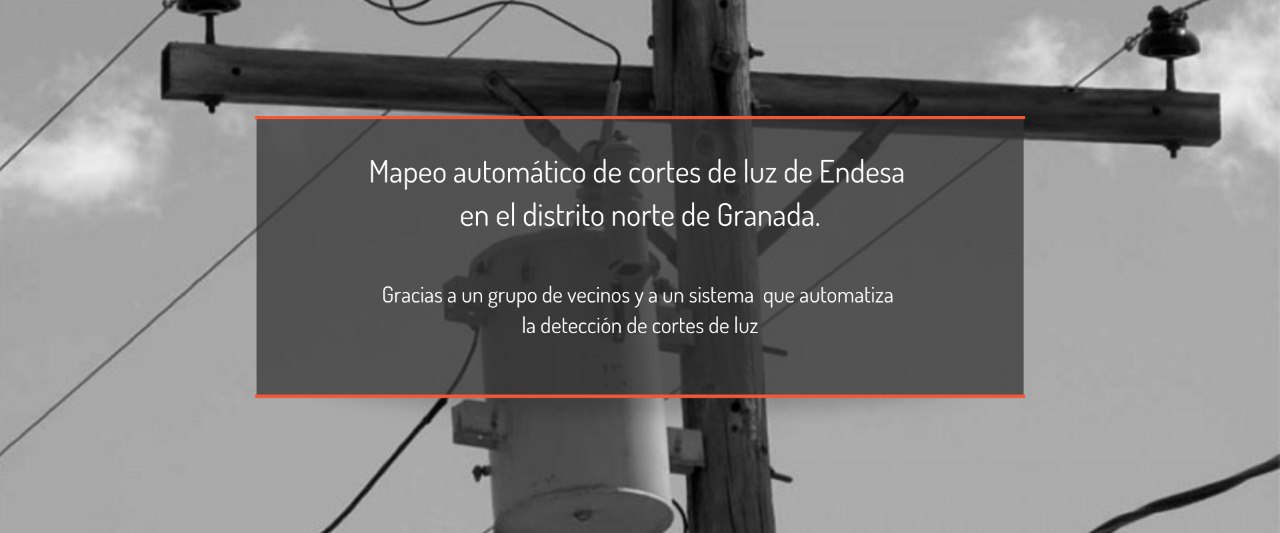 Mapeo automático de cortes de luz de Endesa
en el distrito norte de Granada.
Gracias a un grupo de vecinos y a un sistema que automatiza
la detección de cortes de luz